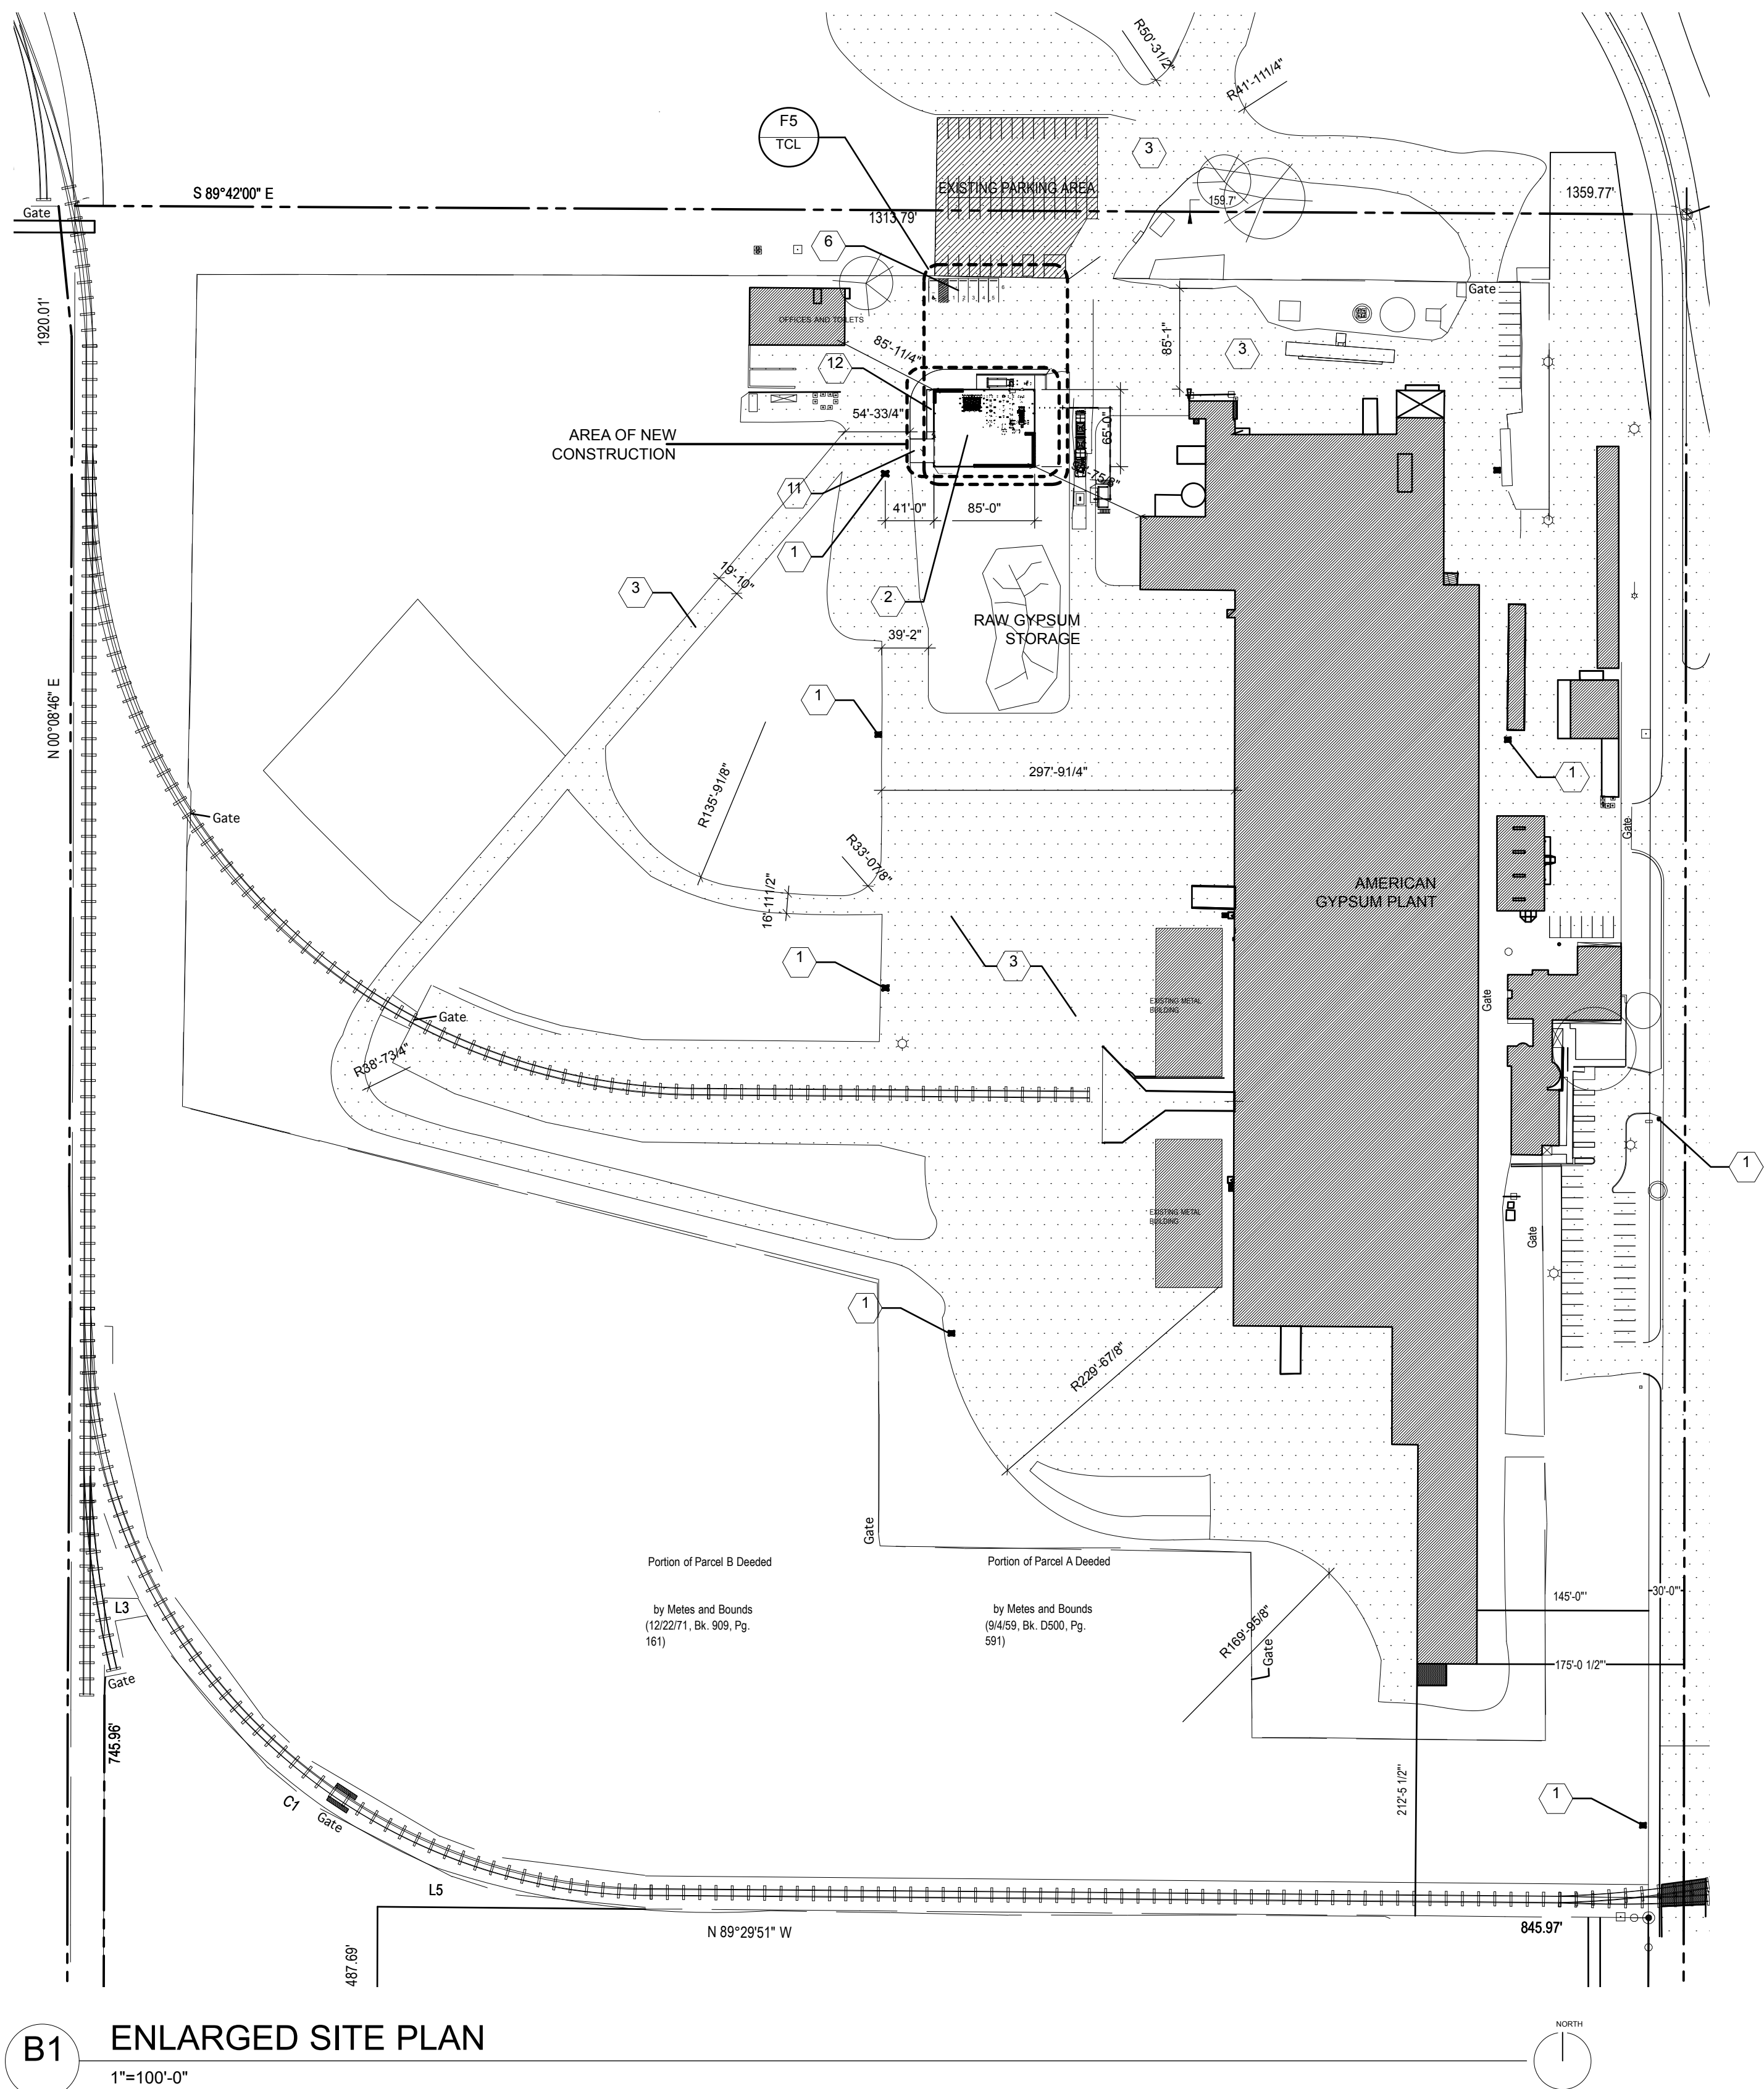 R50'-31/2"
R41'-111/4"
F5
TCL
3
EXISTING PARKING AREA
S 89°42'00" E
Gate
1313.79'
159.7'
1359.77'
6
1920.01'
OFFICES AND TOILETS
1 2 3 4 5
6
Gate
85'-11/4"
85'-1"
3
12
54'-33/4"
AREA OF NEW
CONSTRUCTION
65'-0"
11
41'-0"
85'-0"
1
19'-10"
3
2
RAW GYPSUM
STORAGE
39'-2"
N 00°08'46" E
1
297'-91/4"
1
R135'-91/8"
Gate
R33'-07/8"
Gate
16'-111/2"
AMERICAN
GYPSUM PLANT
1
3
EXISTING METAL
BUILDING
Gate
Gate
R38'-73/4"
1
EXISTING METAL
BUILDING
Gate
1
R229'-67/8"
Gate
Portion of Parcel B Deeded
Portion of Parcel A Deeded
by Metes and Bounds
(12/22/71, Bk. 909, Pg.
161)
by Metes and Bounds
(9/4/59, Bk. D500, Pg.
591)
145'-0"
30'-0"
L3
R169'-95/8"
Gate
175'-0 1/2"
Gate
745.96'
212'-5 1/2"
1
C1
Gate
L5
N 89°29'51" W
845.97'
487.69'
B1
ENLARGED SITE PLAN
1"=100'-0"
NORTH